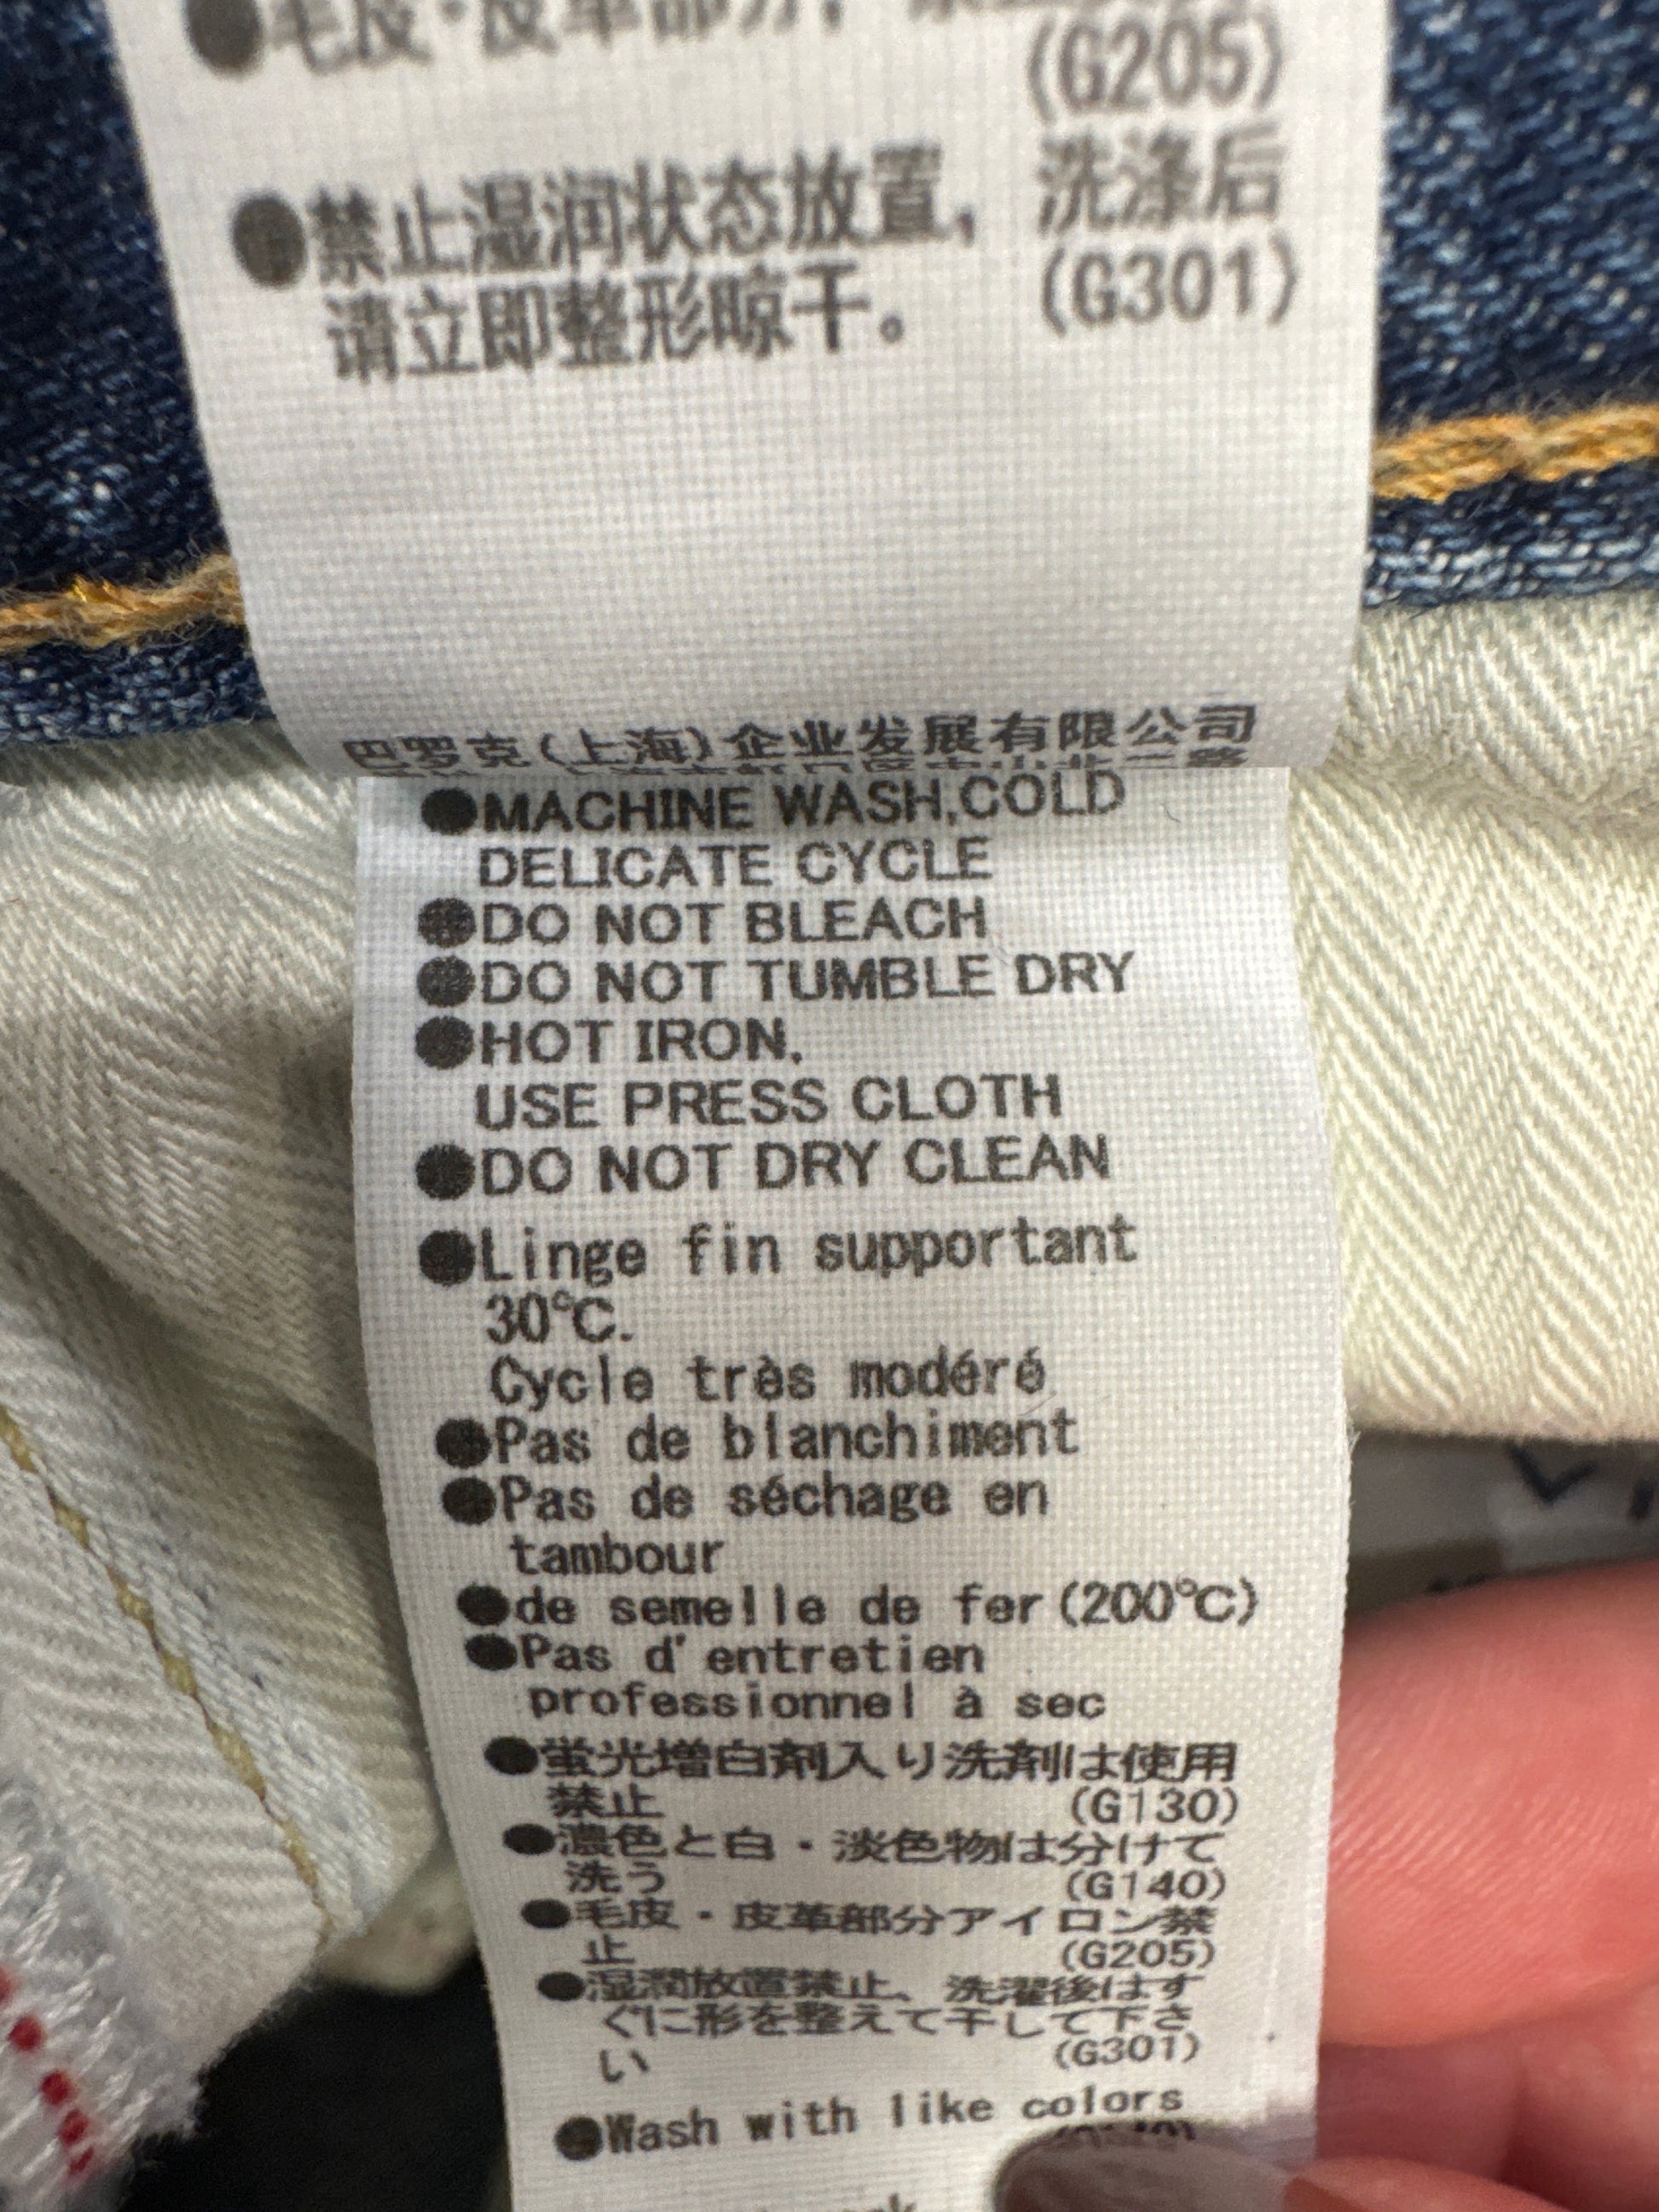 ●毛皮·皮革部分,
(G205)
●禁止湿润状态放置, 洗涤后
请立即整形晾干。 (G301)
巴罗克(上海)企业发展有限公司
●MACHINE WASH,COLD
DELICATE CYCLE
●DO NOT BLEACH
●DO NOT TUMBLE DRY
●HOT IRON.
USE PRESS CLOTH
●DO NOT DRY CLEAN
●Linge fin supportant
30℃.
Cycle très modéré
●Pas de blanchiment
●Pas de séchage en
tambour
●de semelle de fer(200℃)
●Pas d'entretien
professionnel à sec
●蛍光増白剤入り洗剤は使用
禁止 (G130)
●濃色と白・淡色物は分けて
洗う (G140)
●毛皮・皮革部分アイロン禁
止 (G205)
●湿潤放置禁止、洗濯後はす
ぐに形を整えて干して下さ
い (G301)
●Wash with like colors